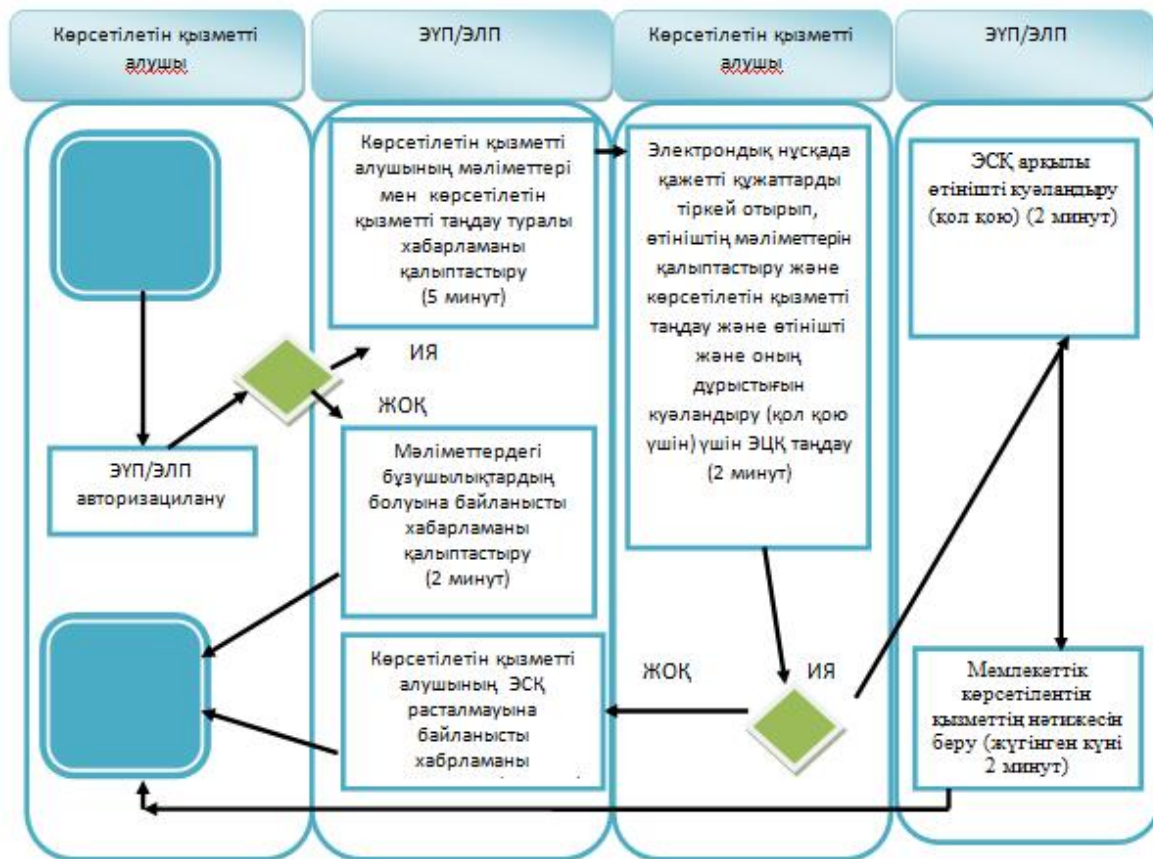 Көрсетілетін қызметті
алушы
ЭҮП/ЭЛП
Көрсетілетін қызметті
алушы
ЭҮП/ЭЛП
Көрсетілетін қызметті
алушының мәліметтері
мен көрсетілетін
қызметті таңдау туралы
хабарламаны
қалыптастыру
(5 минут)
Электрондық нұсқада
қажетті құжаттарды
тіркей отырып,
өтініштің мәліметтерін
қалыптастыру және
көрсетілетін қызметті
таңдау және өтінішті
және оның
дұрыстығын
куәландыру (қол қою
үшін) үшін ЭЦҚ таңдау
(2 минут)
ЭСҚ арқылы
өтінішті куәландыру
(қол қою) (2 минут)
ИЯ
ЖОҚ
ЭҮП/ЭЛП
авторизацилану
Мәліметтердегі
бұзушылықтардың
болуына байланысты
хабарламаны
қалыптастыру
(2 минут)
Көрсетілетін қызметті
алушының ЭСҚ
расталмауына
байланысты
хабрламаны
ЖОҚ
ИЯ
Мемлекеттік
көрсетілентін
қызметтің нәтижесін
беру (жүгінген күні
2 минут)